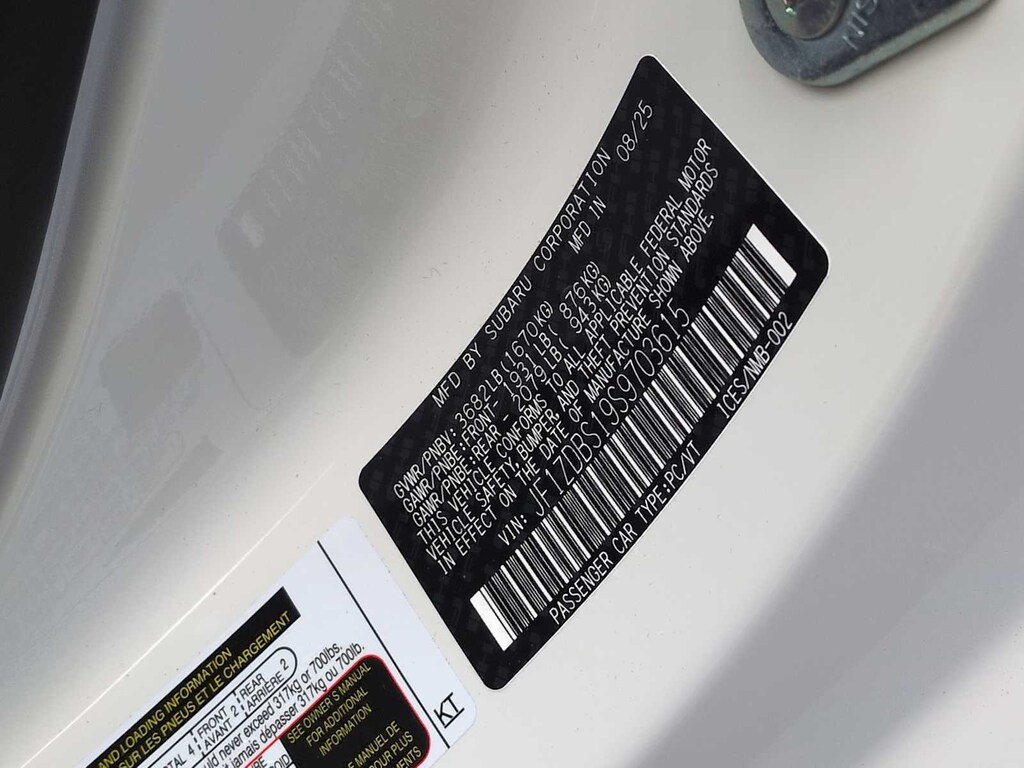 MFD BY SUBARU CORPORATION
MFD IN 08/25
GVWR/PNBV: 3682LB(1670KG)
GAWR/PNBE:FRONT - 1931LB( 876KG)
GAWR/PNBE:REAR - 2079LB( 943KG)
THIS VEHICLE CONFORMS TO ALL APPLICABLE FEDERAL MOTOR
VEHICLE SAFETY,BUMPER,AND THEFT PREVENTION STANDARDS
IN EFFECT ON THE DATE OF MANUFACTURE SHOWN ABOVE.
VIN: JF1ZDBS19S9703615
PASSENGER CAR TYPE:PC/VT ICES/NMB-002
AND LOADING INFORMATION
SUR LES PNEUS ET LE CHARGEMENT
4 FRONT 2 REAR 2
AVANT ARRIÈRE
never exceed 317kg or 700lbs.
jamais dépasser 317kg ou 700lb.
SEE OWNER'S MANUAL
FOR ADDITIONAL
INFORMATION
MANUEL DE
POUR PLUS
KT